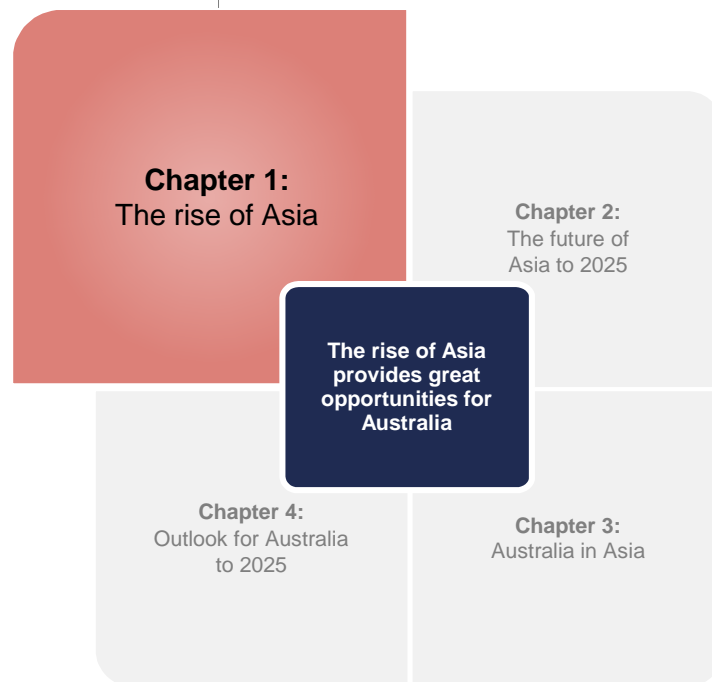 Chapter 1:
The rise of Asia
Chapter 2:
The future of
Asia to 2025
The rise of Asia
provides great
opportunities for
Australia
Chapter 4:
Outlook for Australia
to 2025
Chapter 3:
Australia in Asia